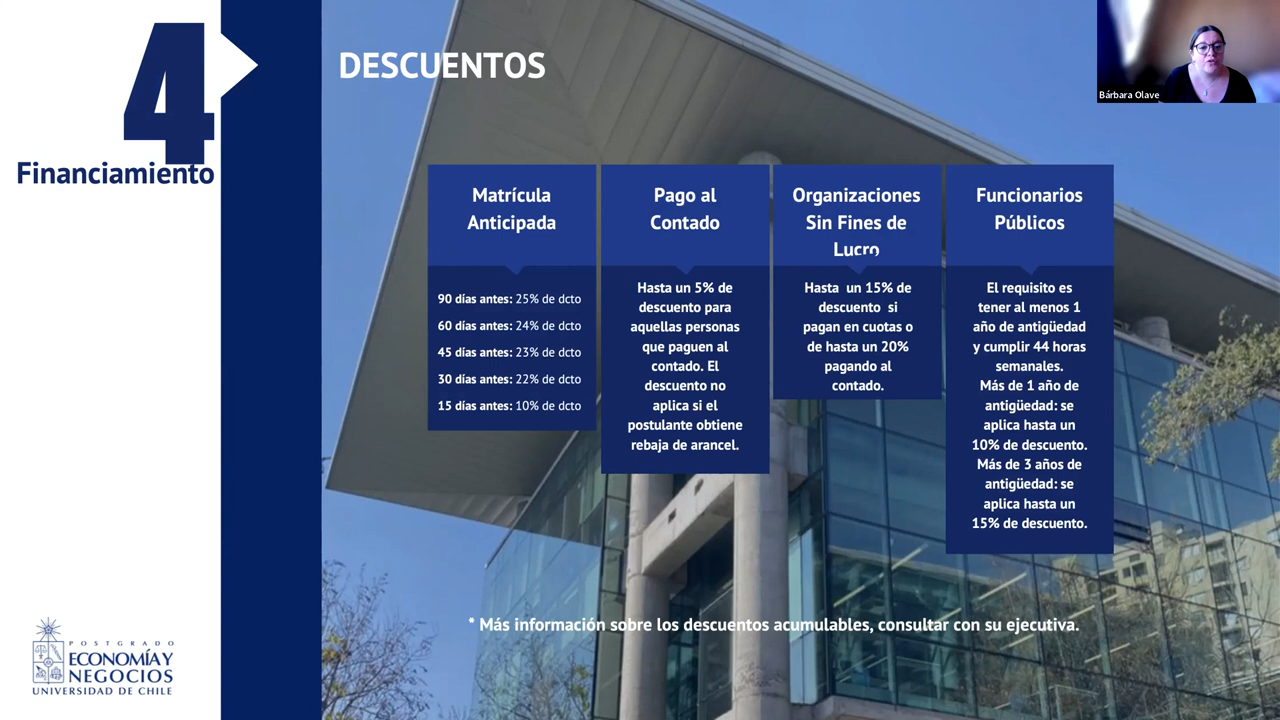 4
Financiamiento
DESCUENTOS
Bárbara Olave
Matrícula
Anticipada
90 días antes: 25% de dcto
60 días antes: 24% de dcto
45 días antes: 23% de dcto
30 días antes: 22% de dcto
15 días antes: 10% de dcto
Pago al
Contado
Hasta un 5% de
descuento para
aquellas personas
que paguen al
contado. El
descuento no
aplica si el
postulante obtiene
rebaja de arancel.
Organizaciones
Sin Fines de
Lucro
Hasta un 15% de
descuento si
pagan en cuotas o
de hasta un 20%
pagando al
contado.
Funcionarios
Públicos
El requisito es
tener al menos 1
año de antigüedad
y cumplir 44 horas
semanales.
Más de 1 año de
antigüedad: se
aplica hasta un
10% de descuento.
Más de 3 años de
antigüedad: se
aplica hasta un
15% de descuento.
* Más información sobre los descuentos acumulables, consultar con su ejecutiva.
POSTGRADO
ECONOMÍA Y
NEGOCIOS
UNIVERSIDAD DE CHILE